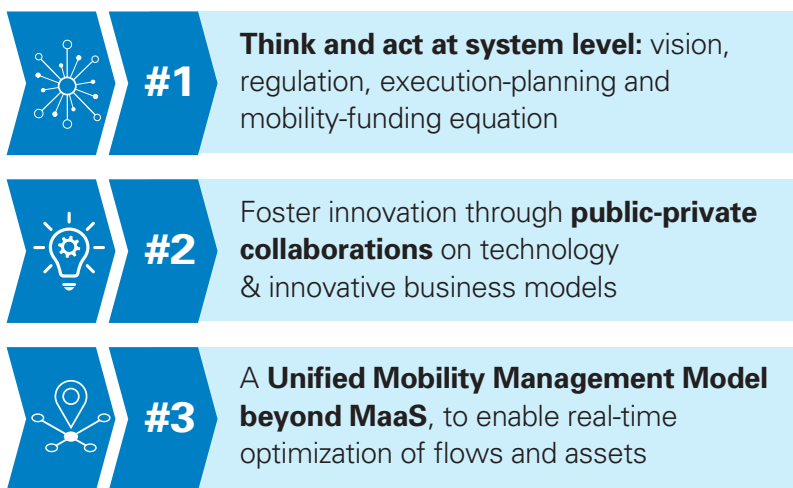 #1
Think and act at system level: vision,
regulation, execution-planning and
mobility-funding equation
#2
Foster innovation through public-private
collaborations on technology
& innovative business models
#3
A Unified Mobility Management Model
beyond MaaS, to enable real-time
optimization of flows and assets